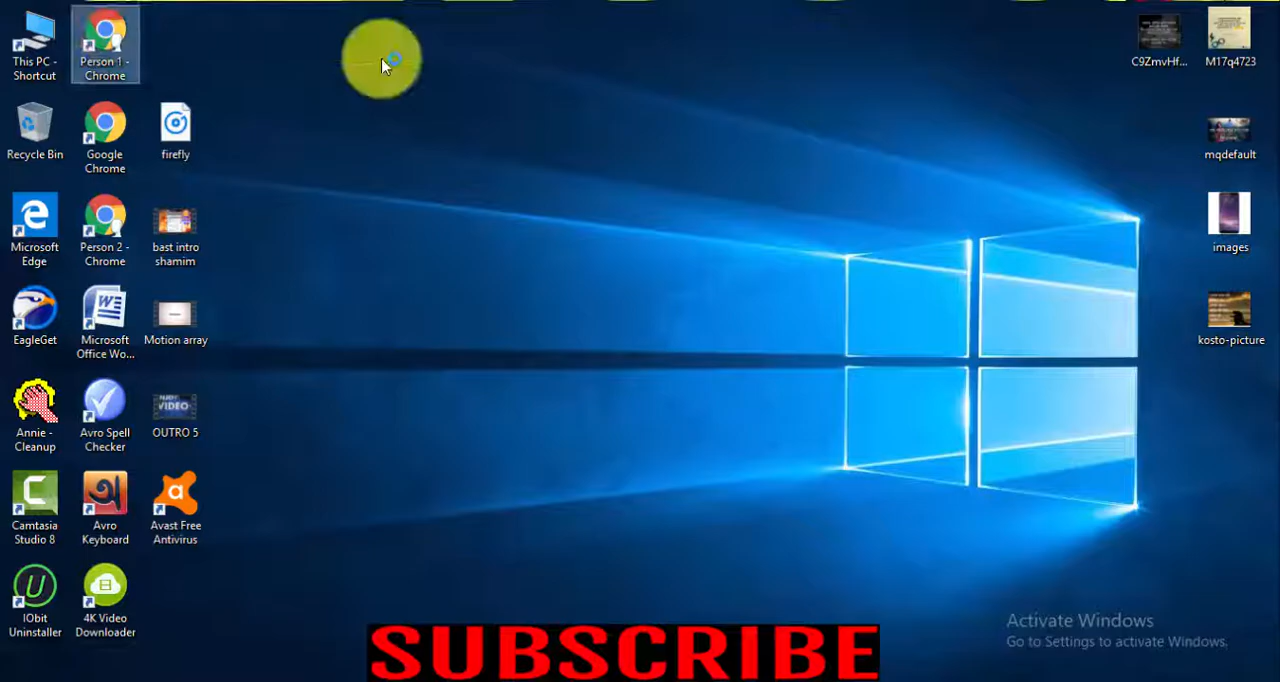 This PC -
Shortcut
Person 1 -
Chrome
Recycle Bin
Google
Chrome
firefly
Microsoft
Edge
Person 2 -
Chrome
bast intro
shamim
EagleGet
Microsoft
Office Wo...
Motion array
Annie -
Cleanup
Avro Spell
Checker
VIDEO
OUTRO 5
Camtasia
Studio 8
Avro
Keyboard
Avast Free
Antivirus
IObit
Uninstaller
4K Video
Downloader
C9ZmvHf...
M17q4723
mqdefault
images
kosto-picture
Activate Windows
Go to Settings to activate Windows.
SUBSCRIBE